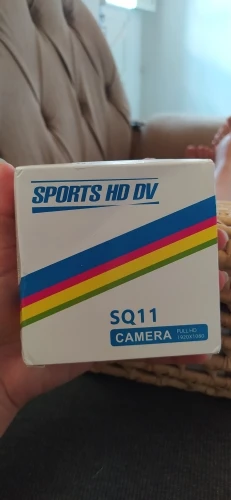 SPORTS HD DV
SQ11
CAMERA
FULL HD
1920X1080